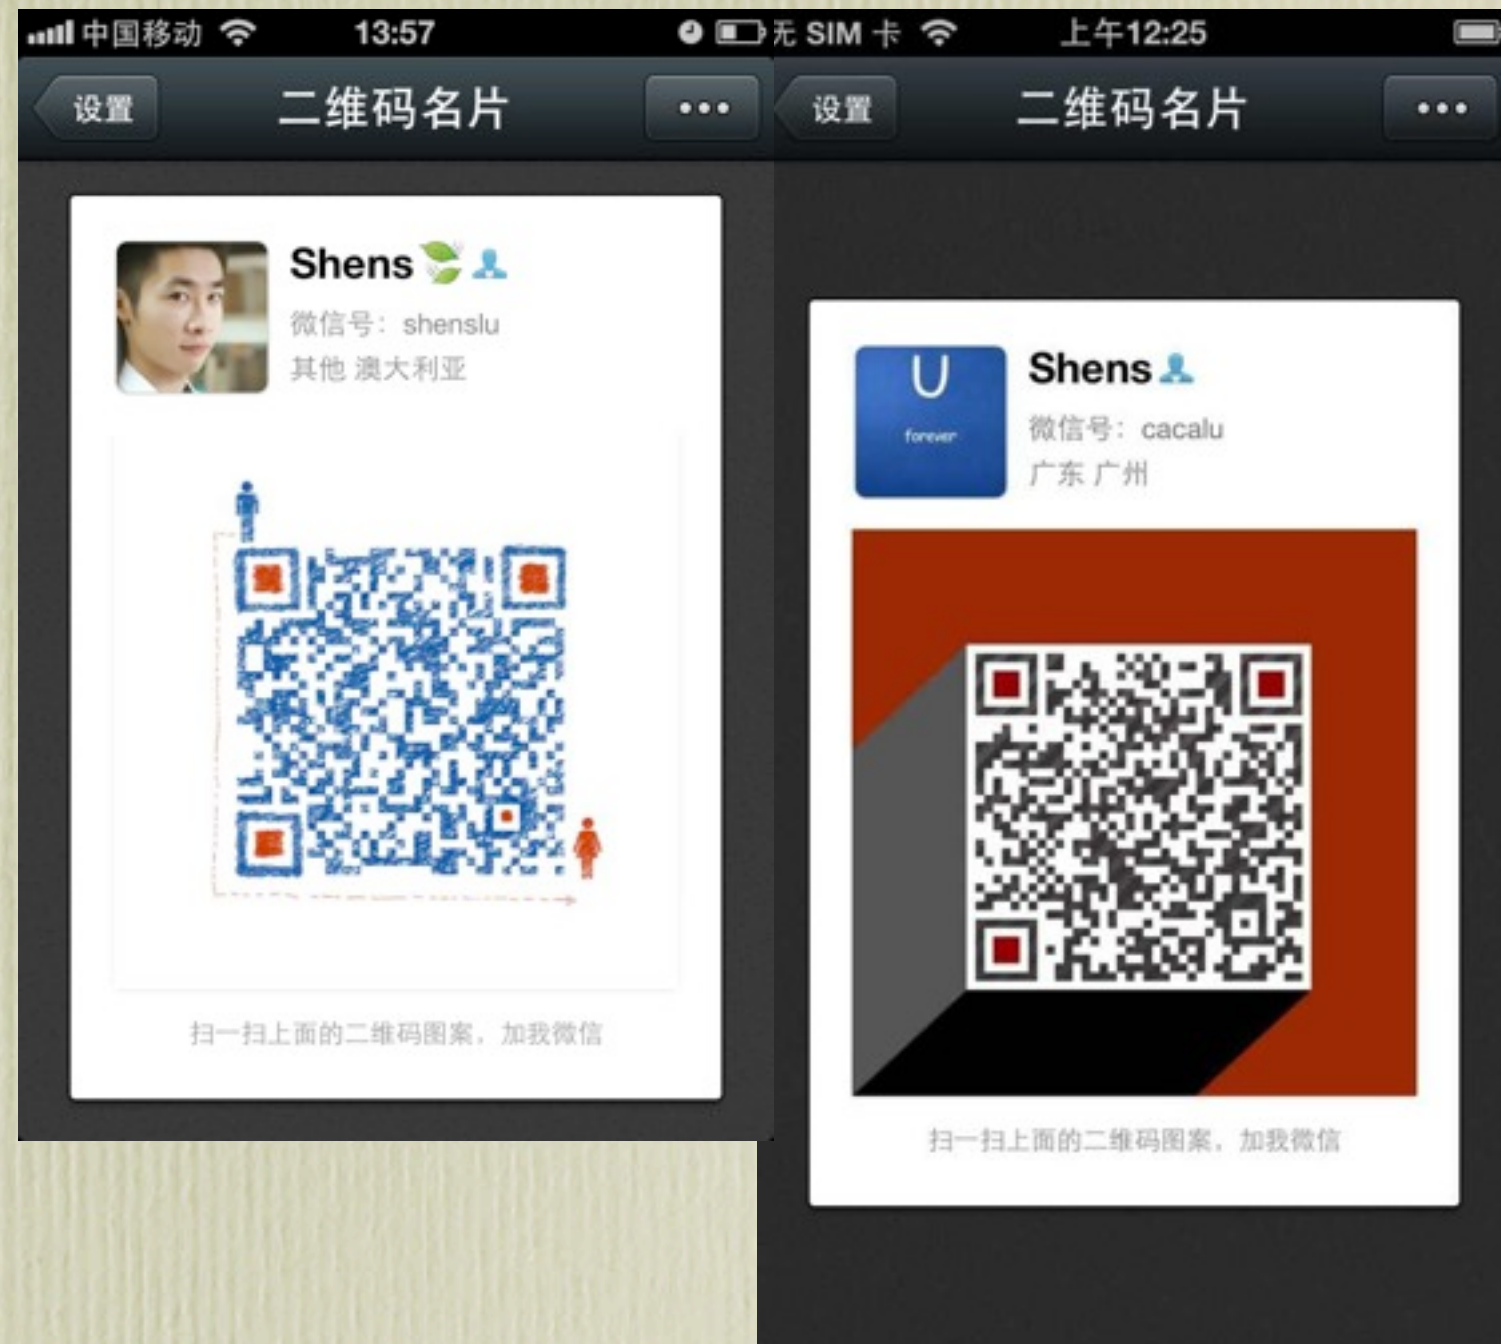 中国移动 13:57
设置 二维码名片
Shens
微信号：shenslu
其他 澳大利亚
扫一扫上面的二维码图案，加我微信
无 SIM 卡 上午12:25
设置 二维码名片
U
forever
Shens
微信号：cacalu
广东 广州
扫一扫上面的二维码图案，加我微信